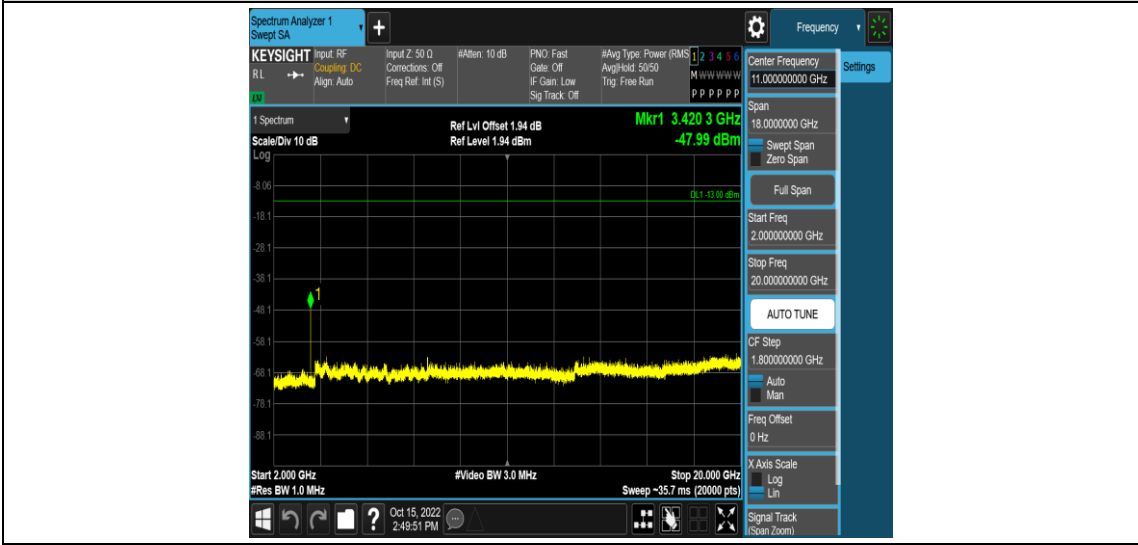 Spectrum Analyzer 1
Swept SA
+
Frequency
KEYSIGHT
RL
LM
Input: RF
Coupling: DC
Align: Auto
Input Z: 50 Ω
Corrections: Off
Freq Ref: Int (S)
#Atten: 10 dB
PNO: Fast
Gate: Off
IF Gain: Low
Sig Track: Off
#Avg Type: Power (RMS
Avg|Hold: 50/50
Trig: Free Run
1 2 3 4 5 6
M W W W W W
P P P P P P
1 Spectrum
Scale/Div 10 dB
Log
Ref Lvl Offset 1.94 dB
Ref Level 1.94 dBm
Mkr1 3.420 3 GHz
-47.99 dBm
-8.06
DL1 -13.00 dBm
-18.1
-28.1
-38.1
1
-48.1
-58.1
-68.1
-78.1
-88.1
Start 2.000 GHz
#Video BW 3.0 MHz
Stop 20.000 GHz
#Res BW 1.0 MHz
Sweep ~35.7 ms (20000 pts)
?
Oct 15, 2022
2:49:51 PM
Center Frequency
11.000000000 GHz
Span
18.0000000 GHz
Swept Span
Zero Span
Full Span
Start Freq
2.000000000 GHz
Stop Freq
20.000000000 GHz
AUTO TUNE
CF Step
1.800000000 GHz
Auto
Man
Freq Offset
0 Hz
X Axis Scale
Log
Lin
Signal Track
(Span Zoom)
Settings